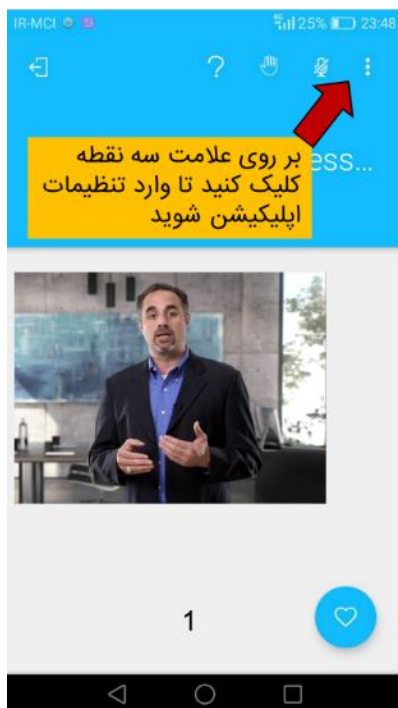 IR-MCI 4G 25% 23:48
?
ess...
بر روی علامت سه نقطه
کلیک کنید تا وارد تنظیمات
اپلیکیشن شوید
1